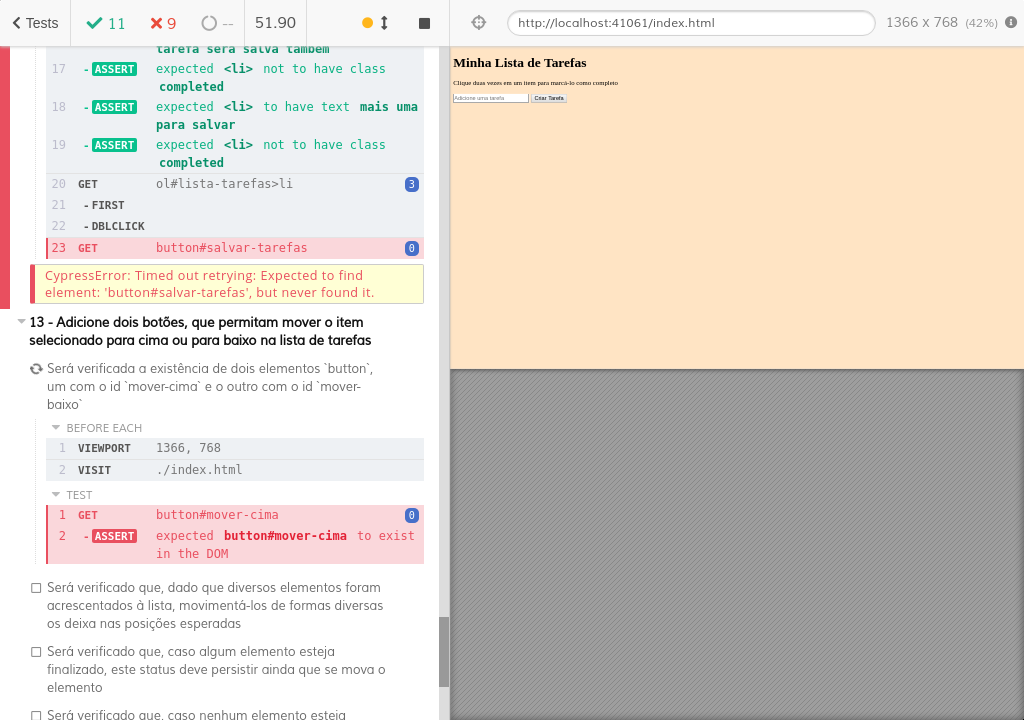 Tests
11
9
--
51.90
http://localhost:41061/index.html
1366 x 768 (42%)
tarefa será salva também
17 - ASSERT expected <li> not to have class
completed
18 - ASSERT expected <li> to have text mais uma
para salvar
19 - ASSERT expected <li> not to have class
completed
20 GET ol#lista-tarefas>li 3
21 - FIRST
22 - DBLCLICK
23 GET button#salvar-tarefas 0
CypressError: Timed out retrying: Expected to find
element: 'button#salvar-tarefas', but never found it.
13 - Adicione dois botões, que permitam mover o item
selecionado para cima ou para baixo na lista de tarefas
Será verificada a existência de dois elementos `button`,
um com o id `mover-cima` e o outro com o id `mover-
baixo`
BEFORE EACH
1 VIEWPORT 1366, 768
2 VISIT ./index.html
TEST
1 GET button#mover-cima 0
2 - ASSERT expected button#mover-cima to exist
in the DOM
Será verificado que, dado que diversos elementos foram
acrescentados à lista, movimentá-los de formas diversas
os deixa nas posições esperadas
Será verificado que, caso algum elemento esteja
finalizado, este status deve persistir ainda que se mova o
elemento
Será verificado que, caso nenhum elemento esteja
Minha Lista de Tarefas
Clique duas vezes em um item para marcá-lo como completo
Adicione uma tarefa
Criar Tarefa